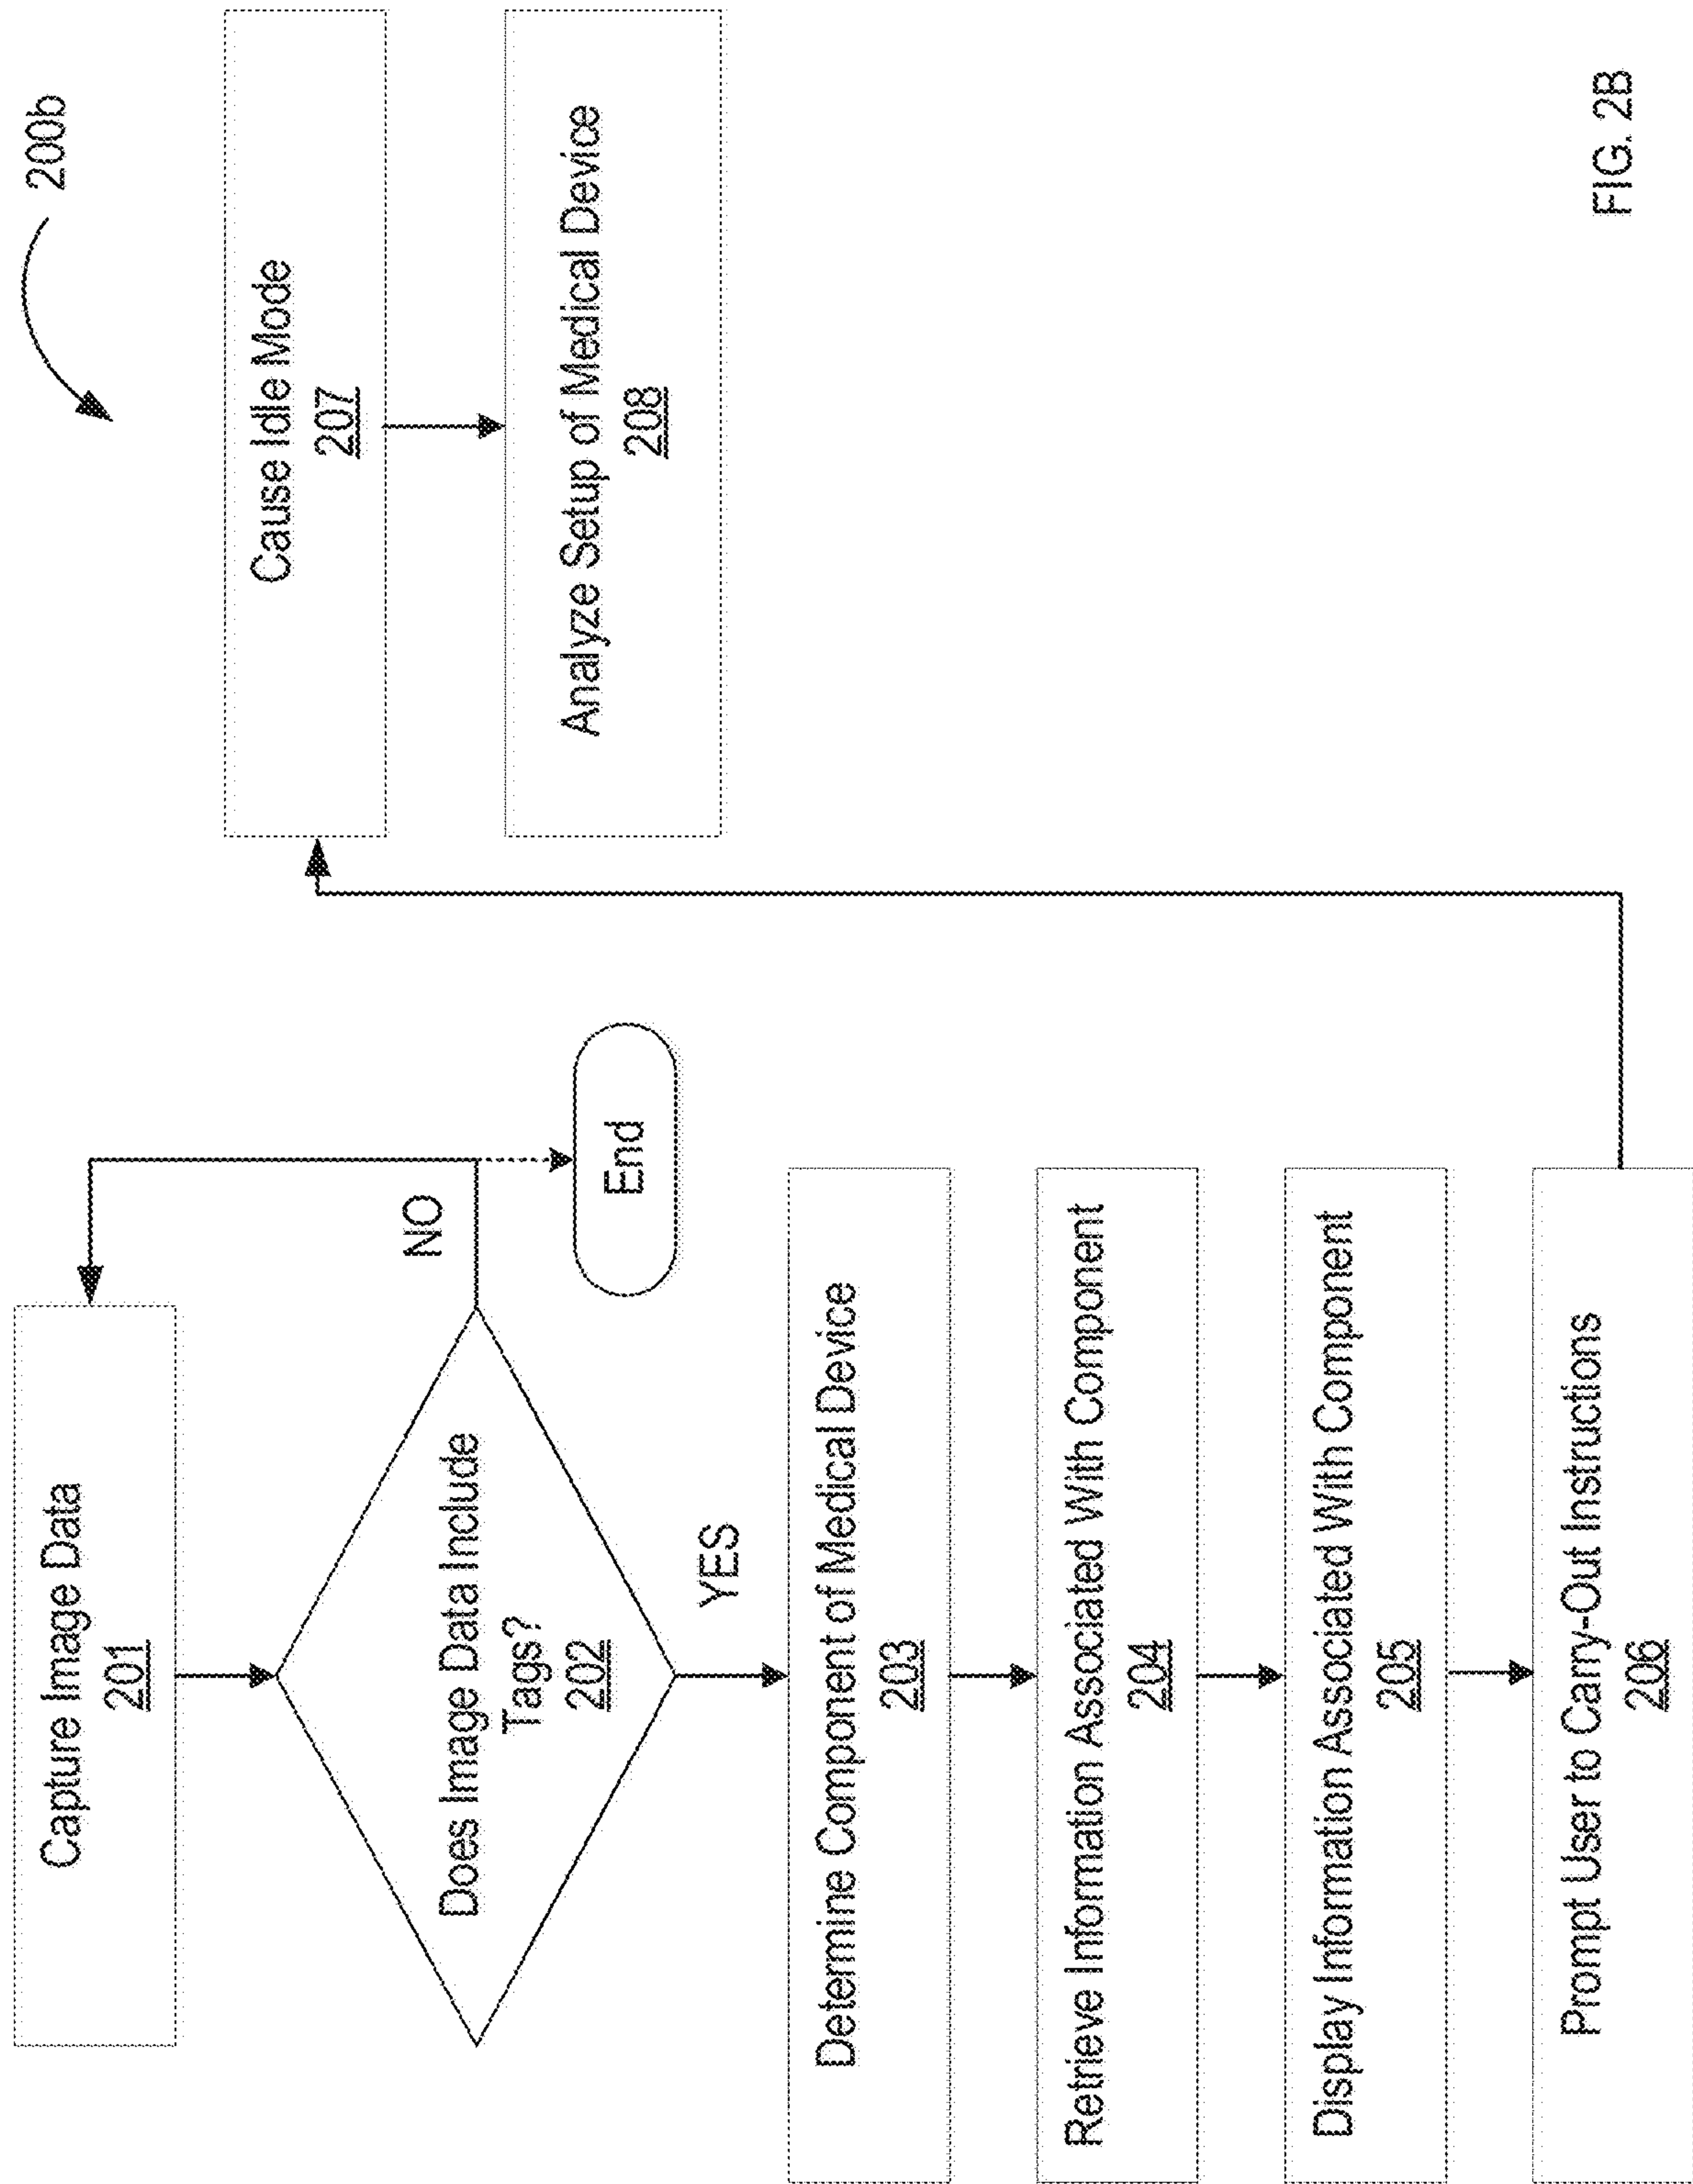 200b
Capture Image Data
201
Does Image Data Include
Tags?
202
NO
End
YES
Determine Component of Medical Device
203
Retrieve Information Associated With Component
204
Display Information Associated With Component
205
Prompt User to Carry-Out Instructions
206
Cause Idle Mode
207
Analyze Setup of Medical Device
208
FIG. 2B